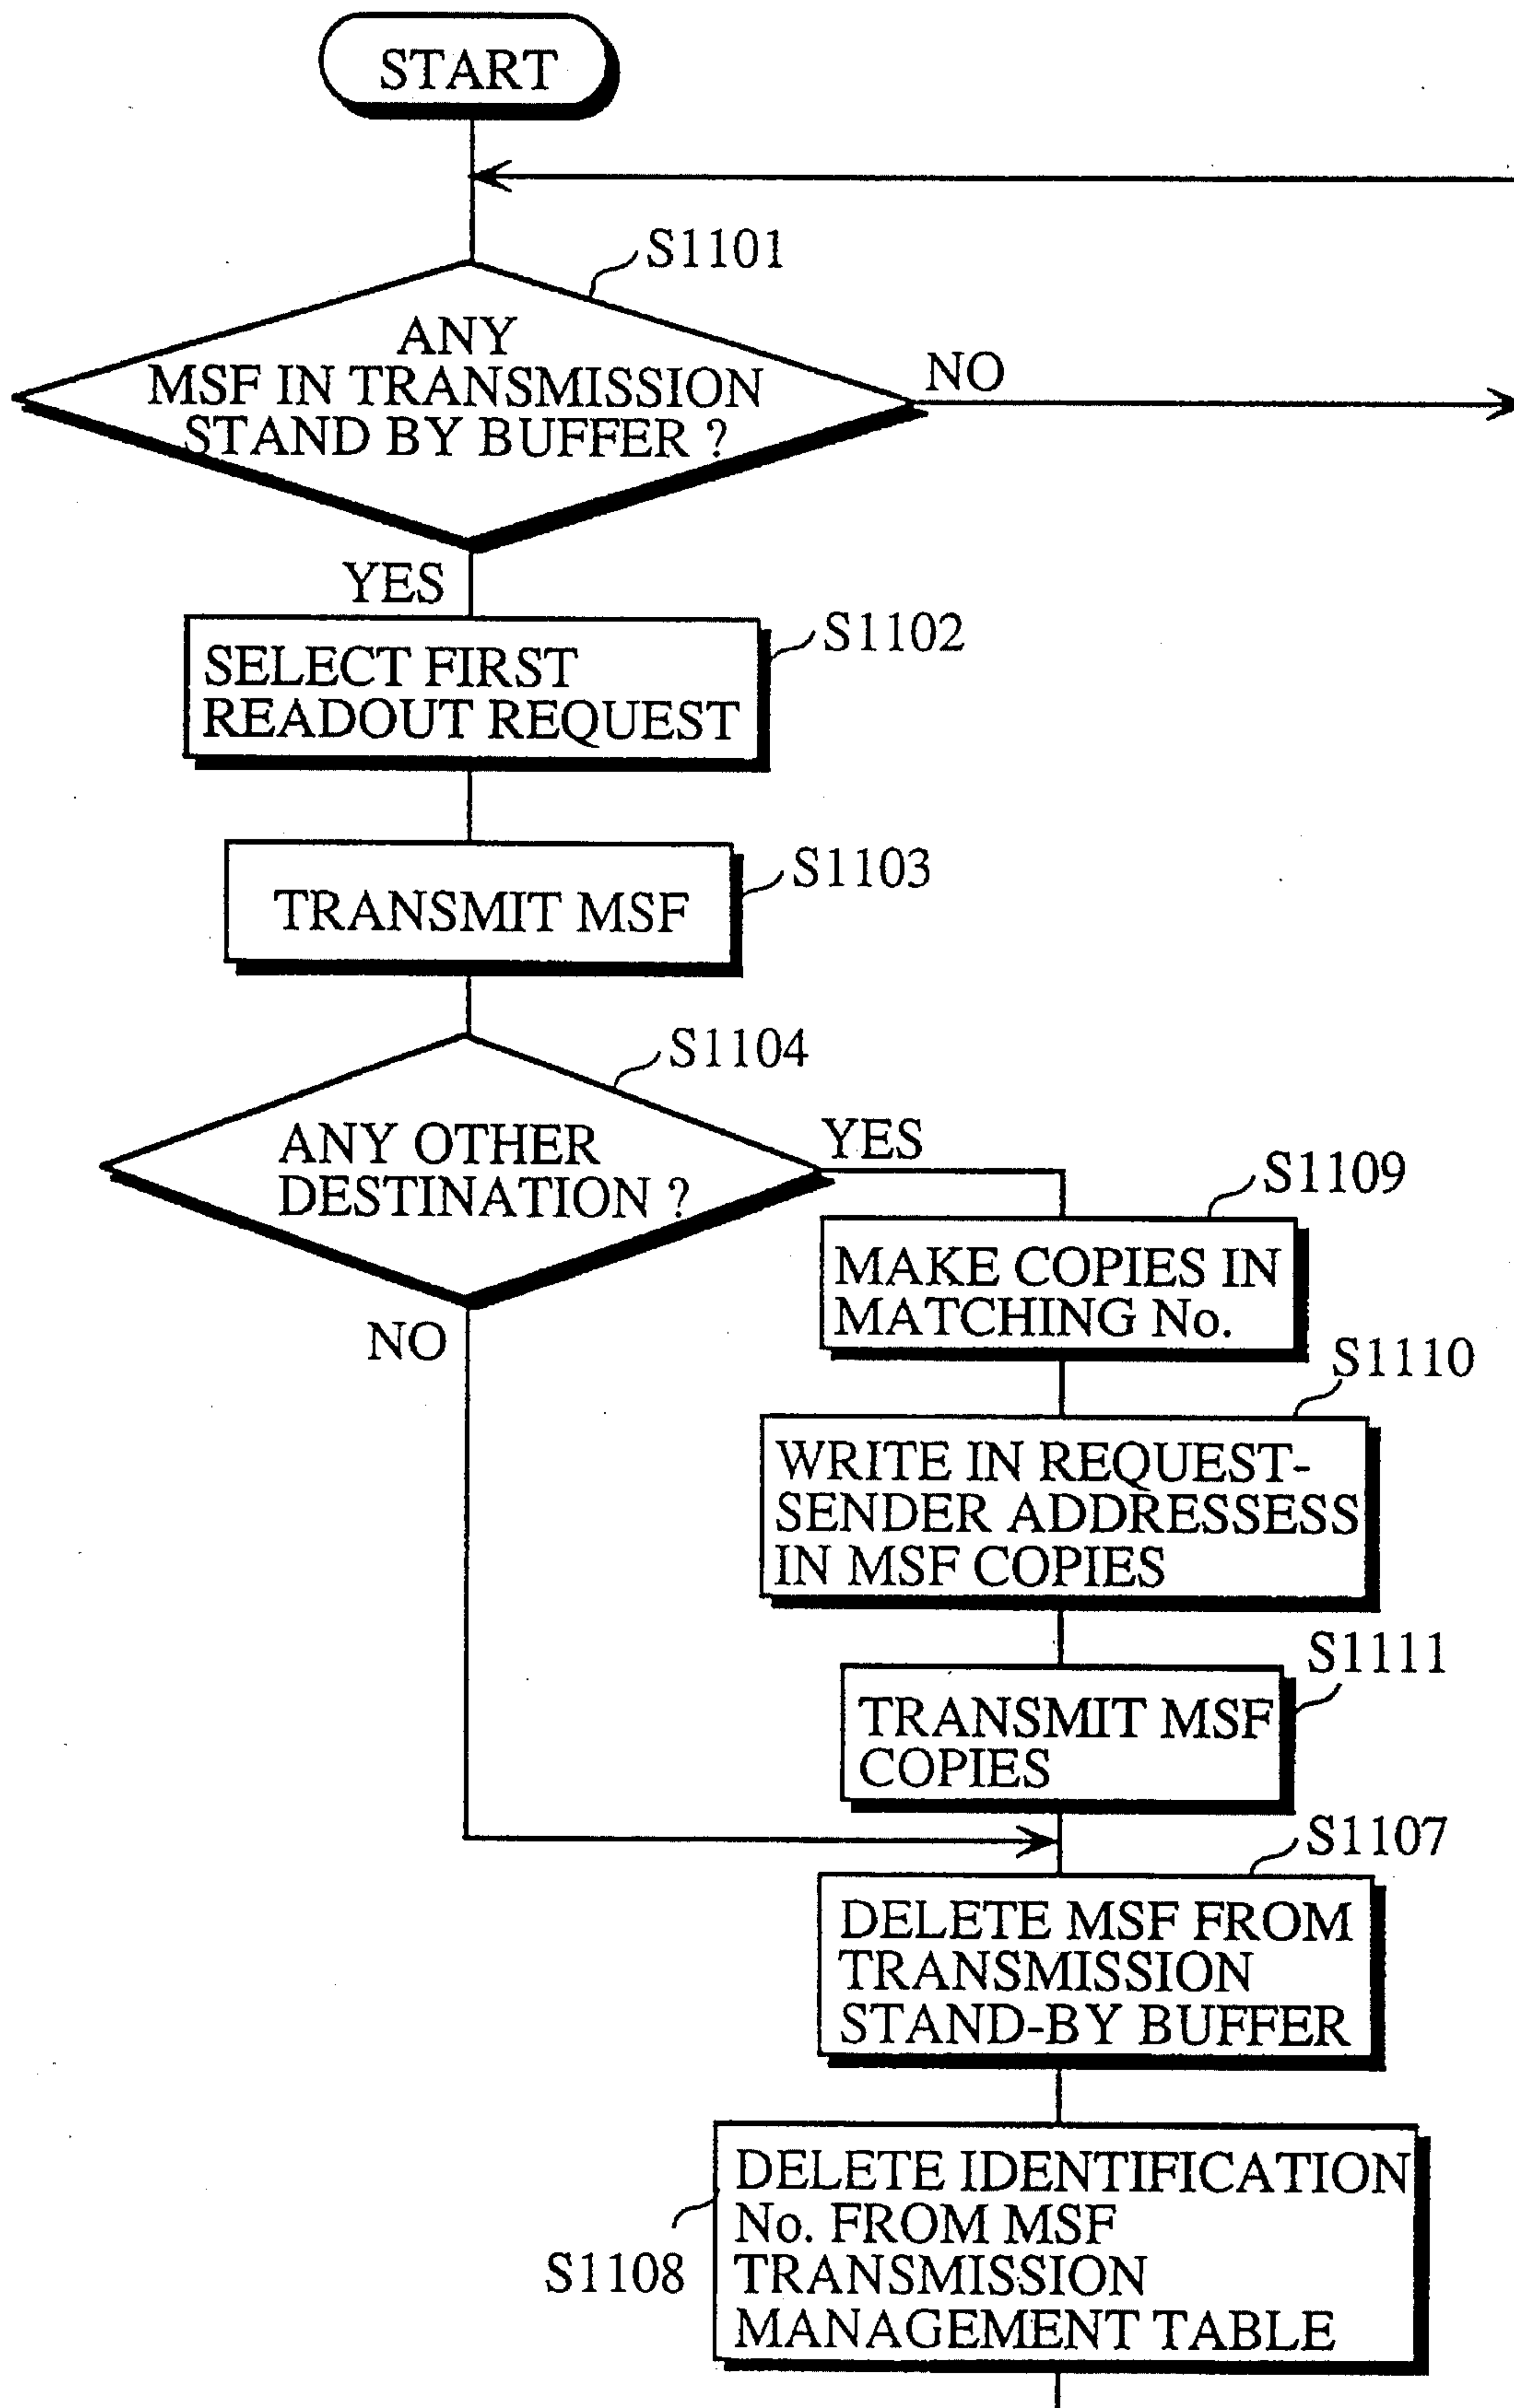 START
S1101
ANY
MSF IN TRANSMISSION
STAND BY BUFFER ?
NO
YES
S1102
SELECT FIRST
READOUT REQUEST
S1103
TRANSMIT MSF
S1104
ANY OTHER
DESTINATION ?
YES
NO
S1109
MAKE COPIES IN
MATCHING No.
S1110
WRITE IN REQUEST-
SENDER ADDRESSESS
IN MSF COPIES
S1111
TRANSMIT MSF
COPIES
S1107
DELETE MSF FROM
TRANSMISSION
STAND-BY BUFFER
S1108
DELETE IDENTIFICATION
No. FROM MSF
TRANSMISSION
MANAGEMENT TABLE